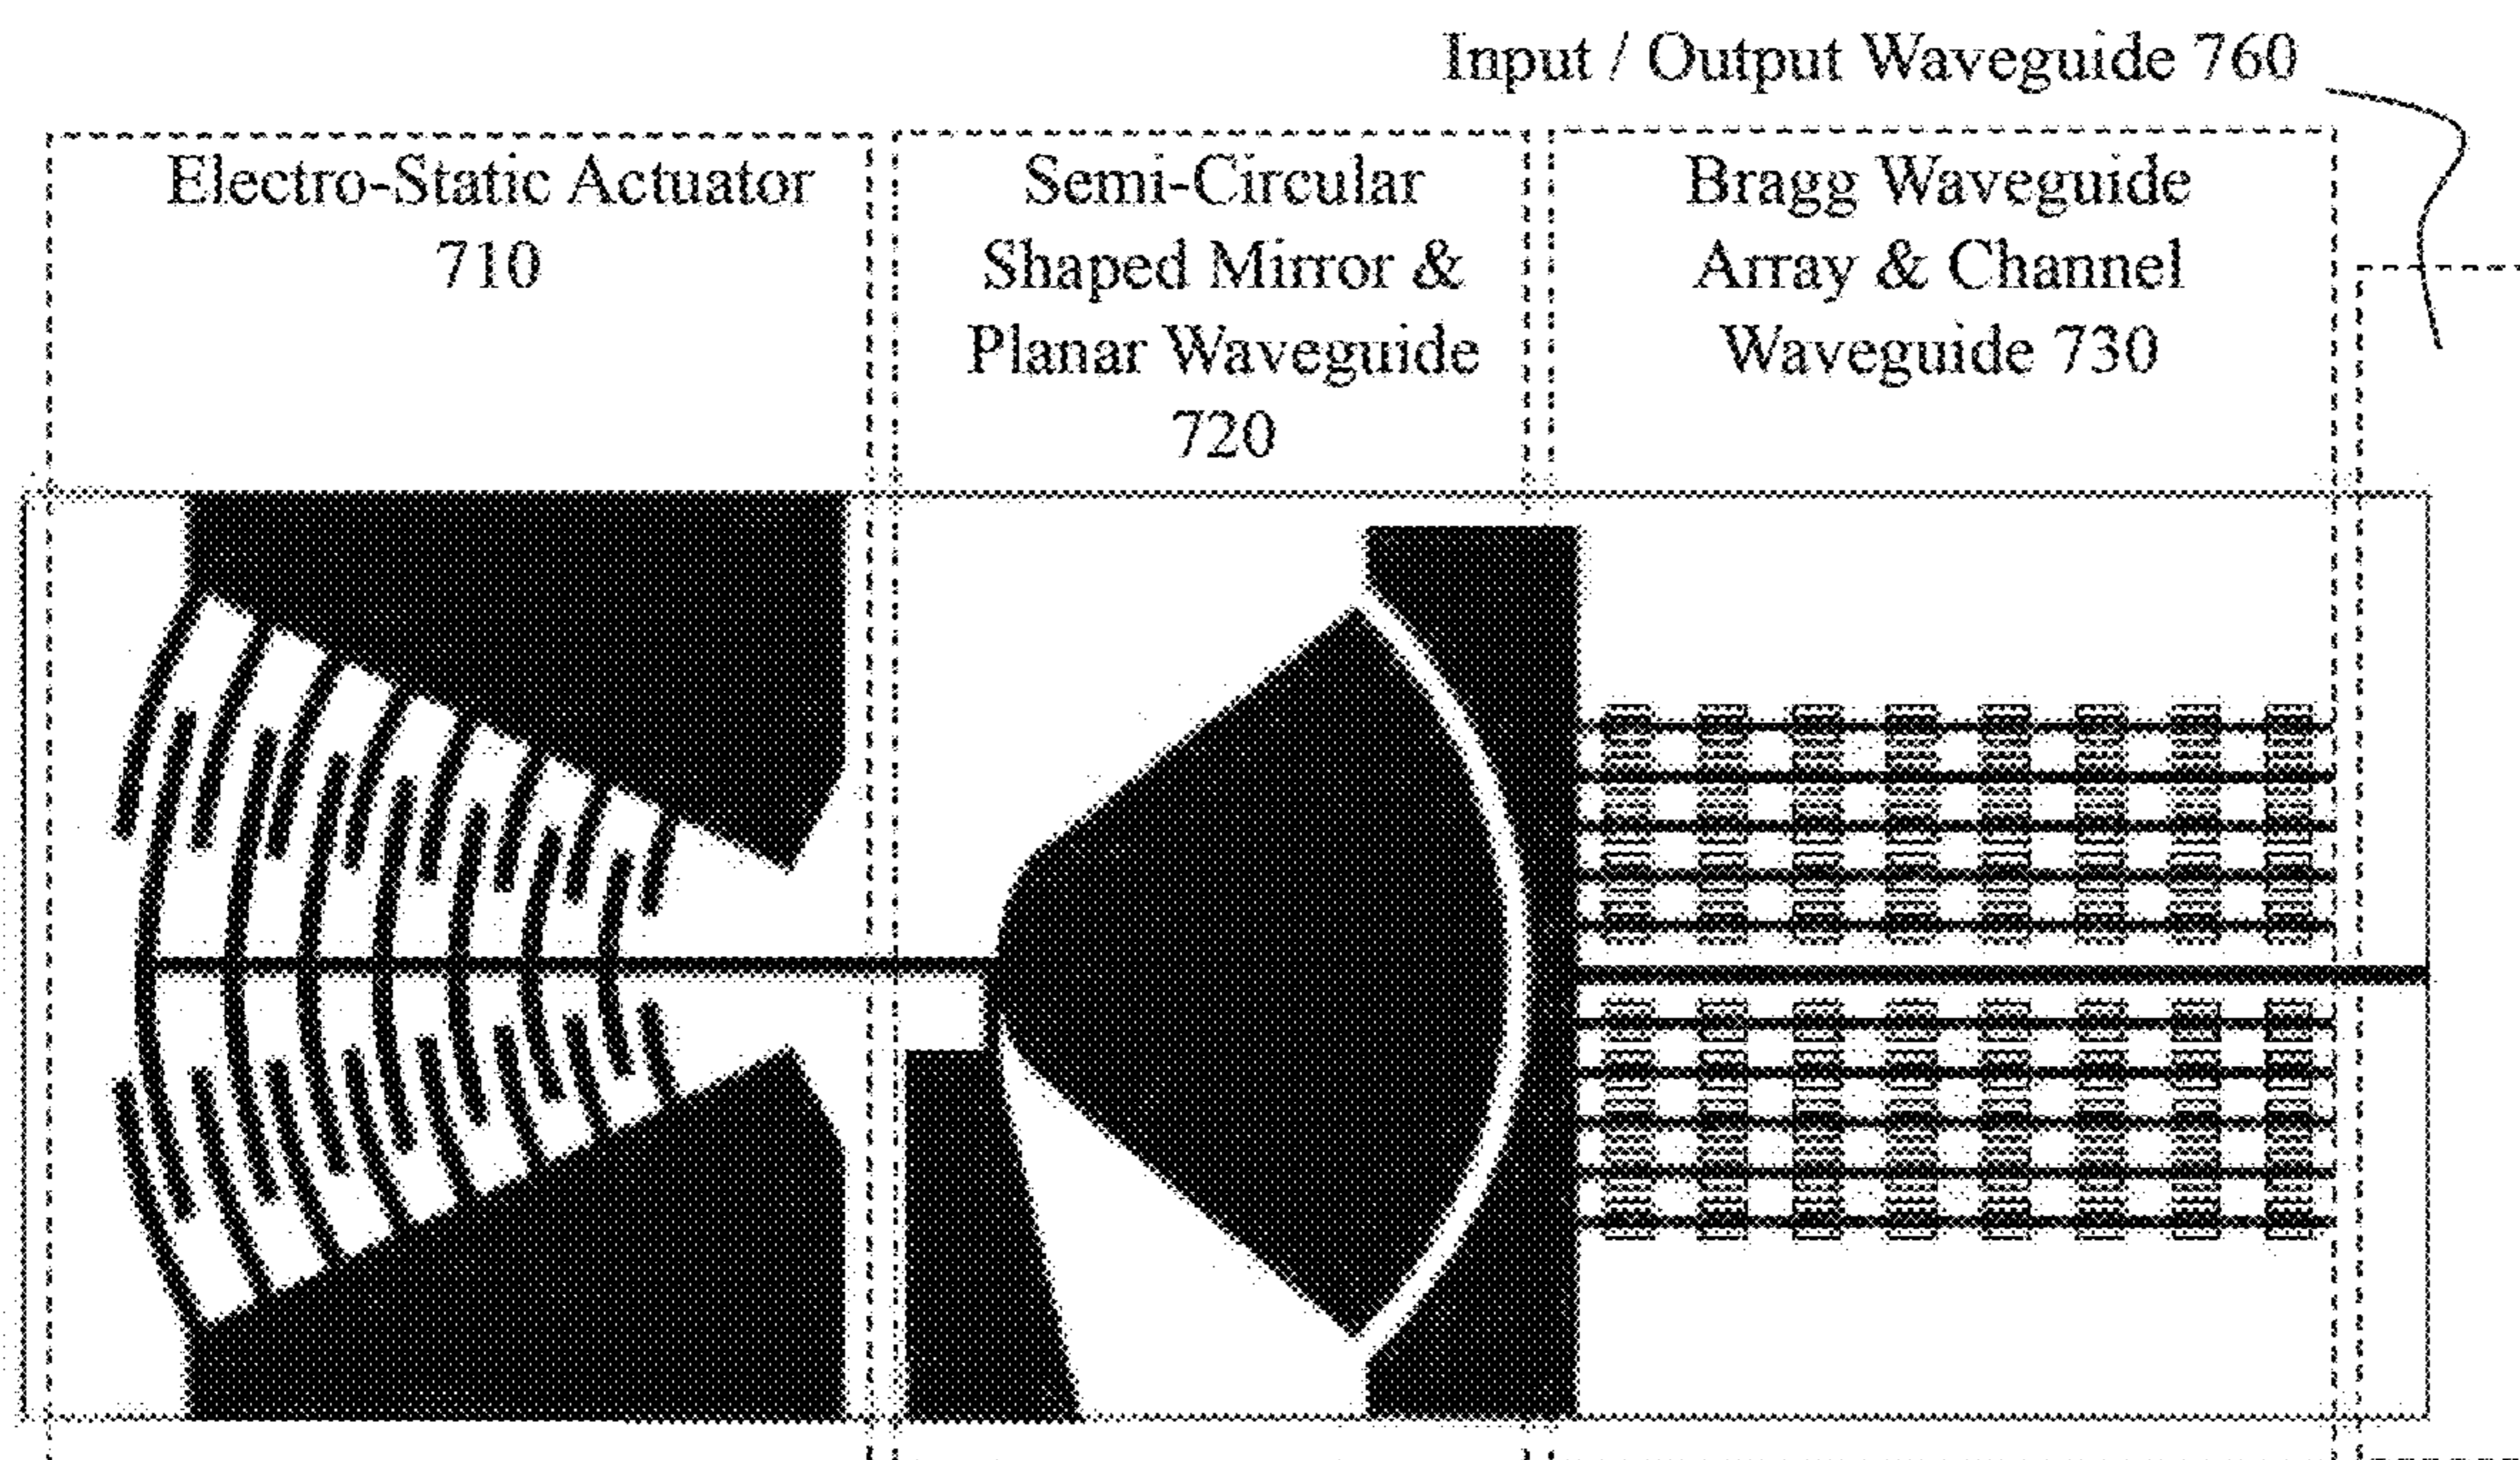 Input / Output Waveguide 760
Electro-Static Actuator
710
Semi-Circular
Shaped Mirror &
Planar Waveguide
720
Bragg Waveguide
Array & Channel
Waveguide 730